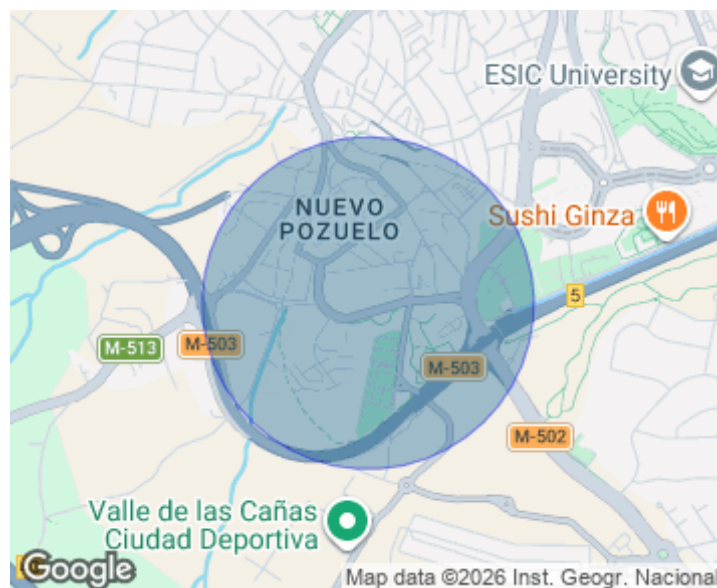 ESIC University
NUEVO
POZUELO
Sushi Ginza
5
M-513
M-503
M-503
M-502
Valle de las Cañas
Ciudad Deportiva
Google
Map data ©2026 Inst. Geogr. Nacional